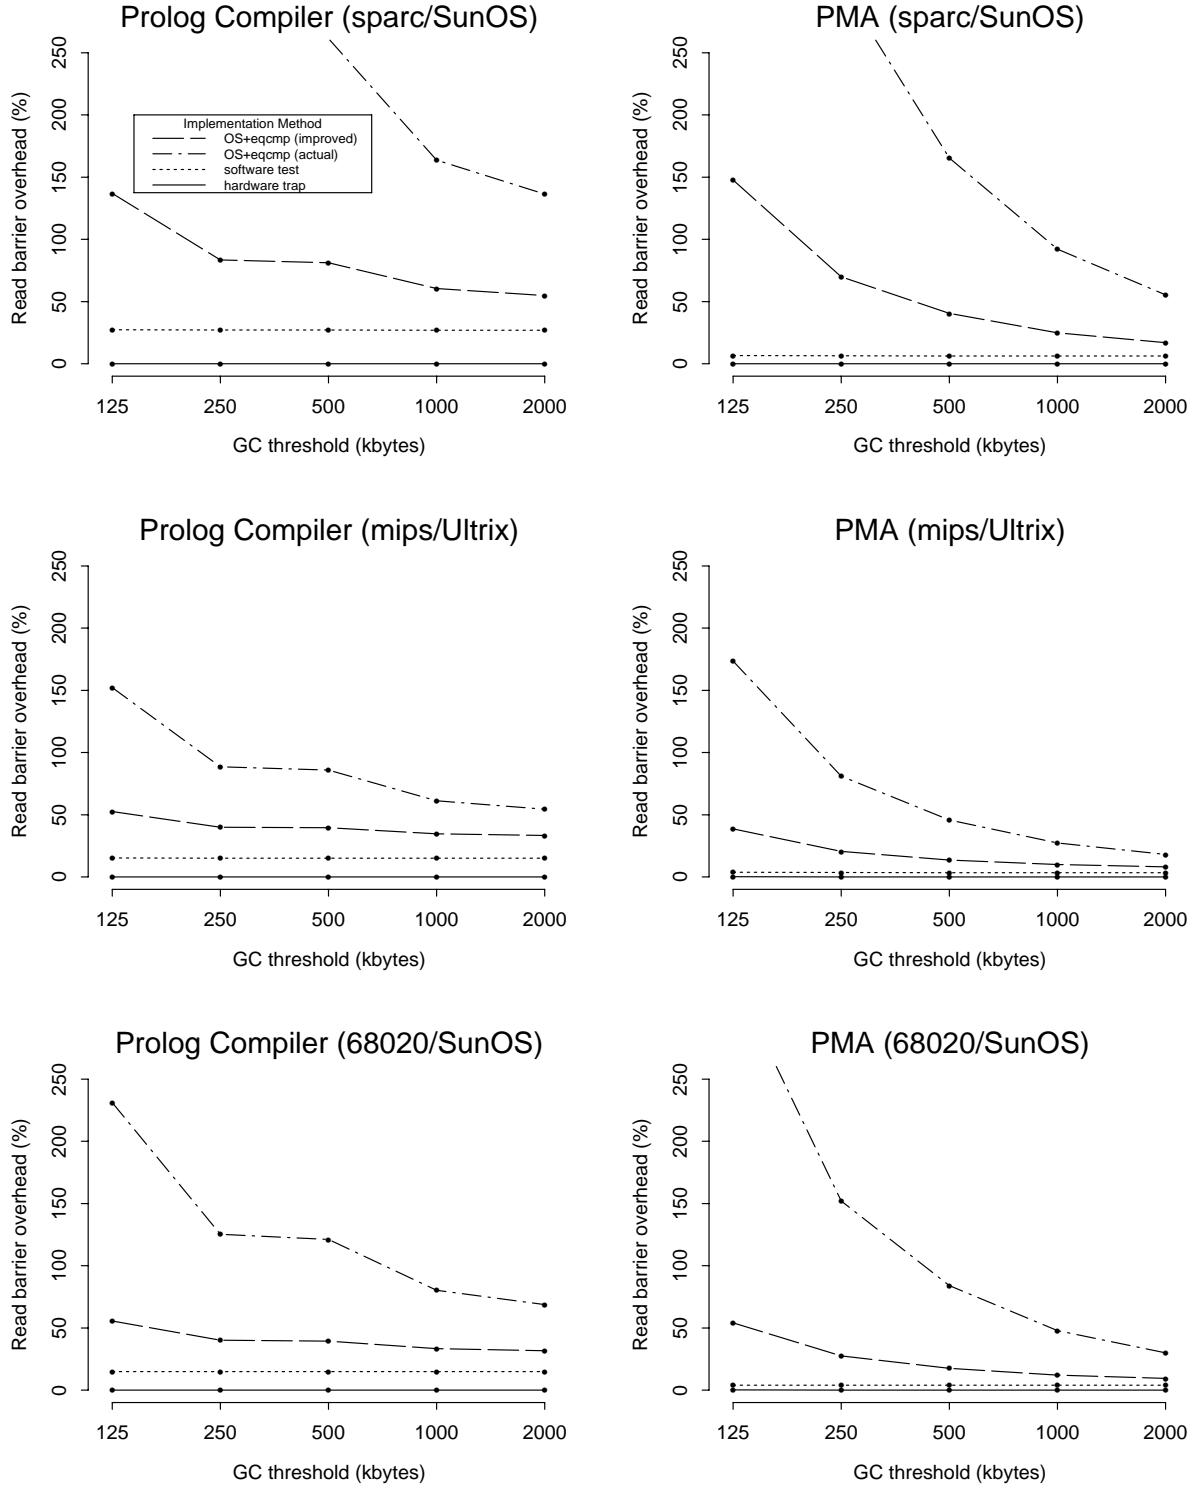 Prolog Compiler (sparc/SunOS)
Read barrier overhead (%)
250
200
150
100
50
0
Implementation Method
OS+eqcmp (improved)
OS+eqcmp (actual)
software test
hardware trap
125 250 500 1000 2000
GC threshold (kbytes)
PMA (sparc/SunOS)
Read barrier overhead (%)
250
200
150
100
50
0
125 250 500 1000 2000
GC threshold (kbytes)
Prolog Compiler (mips/Ultrix)
Read barrier overhead (%)
250
200
150
100
50
0
125 250 500 1000 2000
GC threshold (kbytes)
PMA (mips/Ultrix)
Read barrier overhead (%)
250
200
150
100
50
0
125 250 500 1000 2000
GC threshold (kbytes)
Prolog Compiler (68020/SunOS)
Read barrier overhead (%)
250
200
150
100
50
0
125 250 500 1000 2000
GC threshold (kbytes)
PMA (68020/SunOS)
Read barrier overhead (%)
250
200
150
100
50
0
125 250 500 1000 2000
GC threshold (kbytes)